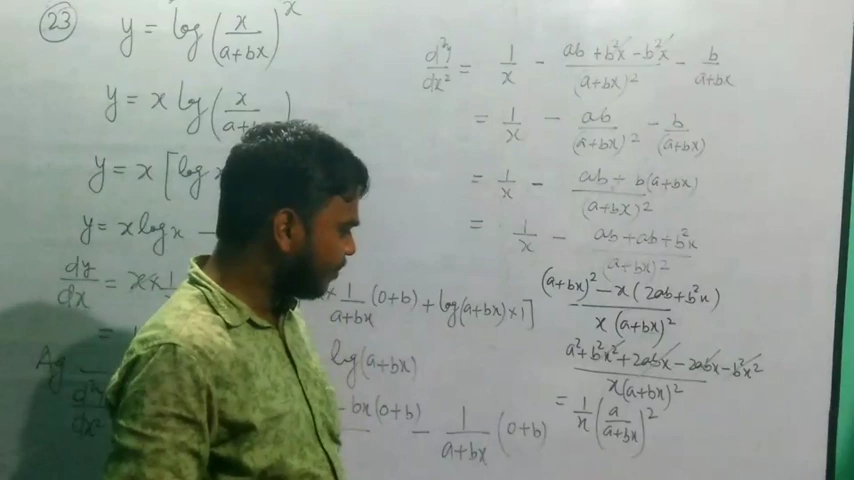 23
y = log (x/(a+bx))^x
y = x log (x/(a+b
y = x [log x
y = x log x −
dy/dx = x×1/
× 1/(a+bx) (0+b) + log(a+bx)×1]
=
log(a+bx)
Ag
d²y/dx²
− bx(0+b)
− 1/(a+bx) (0+b)
d²y/dx² = 1/x − (ab + b²x − b²x)/(a+bx)² − b/(a+bx)
= 1/x − ab/(a+bx)² − b/(a+bx)
= 1/x − (ab + b(a+bx))/(a+bx)²
= 1/x − (ab + ab + b²x)/(a+bx)²
((a+bx)² − x(2ab+b²x))/(x(a+bx)²)
(a² + b²x² + 2abx − 2abx − b²x²)/(x(a+bx)²)
= 1/x (a/(a+bx))²